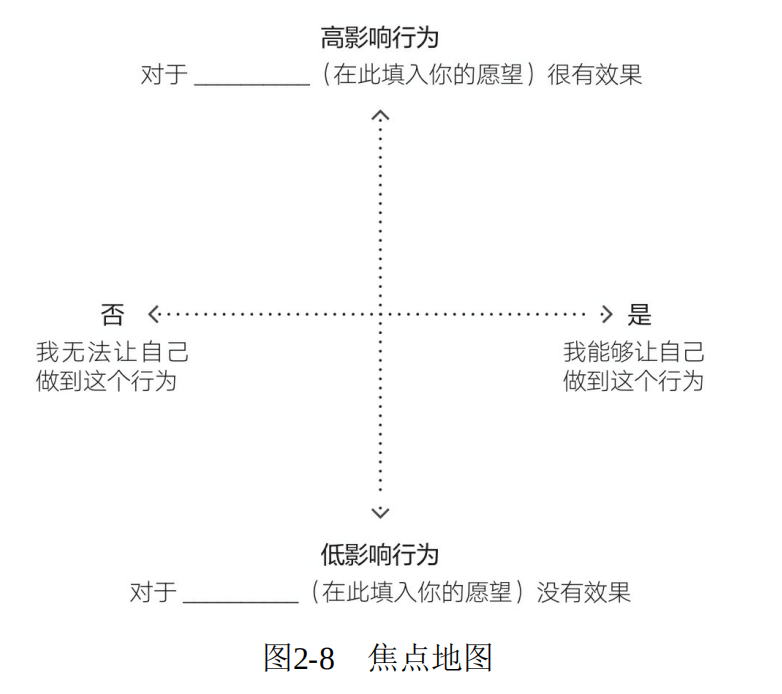 高影响行为
对于 __________（在此填入你的愿望）很有效果
否
是
我无法让自己
做到这个行为
我能够让自己
做到这个行为
低影响行为
对于 __________（在此填入你的愿望）没有效果
图2-8 焦点地图